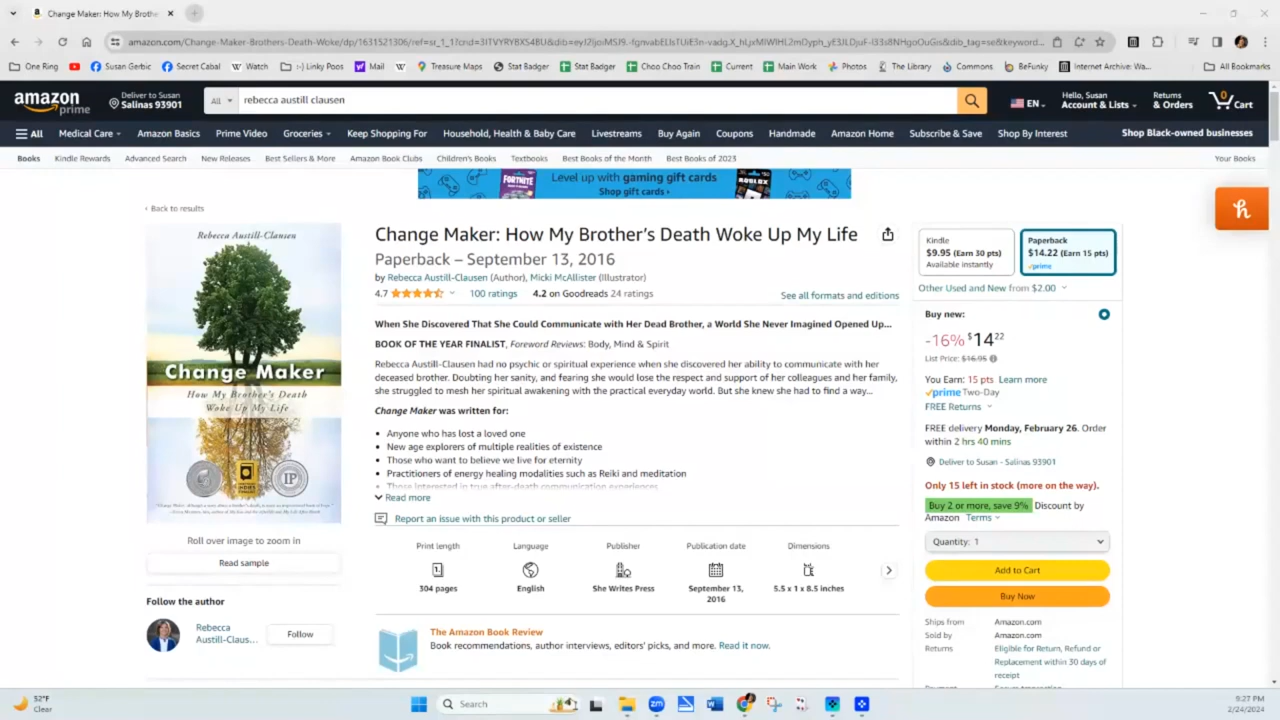 Change Maker: How My Brother
amazon.com/Change-Maker-Brothers-Death-Woke/dp/1631521306/
One Ring
Susan Gerbic
Secret Cabal
Watch
:-) Linky Poos
Mail
Treasure Maps
Stat Badger
Stat Badger
Choo Choo Train
Current
Main Work
Photos
The Library
Commons
BeFunky
Internet Archive: Wa...
All Bookmarks
amazon prime
Deliver to Susan
Salinas 93901
All
rebecca austill clausen
EN
Hello, Susan
Account & Lists
Returns
& Orders
0
Cart
All
Medical Care
Amazon Basics
Prime Video
Groceries
Keep Shopping For
Household, Health & Baby Care
Livestreams
Buy Again
Coupons
Handmade
Amazon Home
Subscribe & Save
Shop By Interest
Shop Black-owned businesses
Books
Kindle Rewards
Advanced Search
New Releases
Best Sellers & More
Amazon Book Clubs
Children's Books
Textbooks
Best Books of the Month
Best Books of 2023
Your Books
FORTNITE
Level up with gaming gift cards
Shop gift cards ›
ROBLOX
‹ Back to results
Rebecca Austill-Clausen
Change Maker
How My Brother's Death
Woke Up My Life
IP
Roll over image to zoom in
Read sample
Follow the author
Rebecca
Austill-Claus...
Follow
Change Maker: How My Brother's Death Woke Up My Life
Paperback – September 13, 2016
by Rebecca Austill-Clausen (Author), Micki McAllister (Illustrator)
4.7
100 ratings
4.2 on Goodreads 24 ratings
See all formats and editions
When She Discovered That She Could Communicate with Her Dead Brother, a World She Never Imagined Opened Up...
BOOK OF THE YEAR FINALIST, Foreword Reviews: Body, Mind & Spirit
Rebecca Austill-Clausen had no psychic or spiritual experience when she discovered her ability to communicate with her
deceased brother. Doubting her sanity, and fearing she would lose the respect and support of her colleagues and her family,
she struggled to mesh her spiritual awakening with the practical everyday world. But she knew she had to find a way...
Change Maker was written for:
• Anyone who has lost a loved one
• New age explorers of multiple realities of existence
• Those who want to believe we live for eternity
• Practitioners of energy healing modalities such as Reiki and meditation
• Those interested in true after-death communication experiences
Read more
Report an issue with this product or seller
Print length
304 pages
Language
English
Publisher
She Writes Press
Publication date
September 13,
2016
Dimensions
5.5 x 1 x 8.5 inches
The Amazon Book Review
Book recommendations, author interviews, editors' picks, and more. Read it now.
Kindle
$9.95 (Earn 30 pts)
Available instantly
Paperback
$14.22 (Earn 15 pts)
prime
Other Used and New from $2.00
Buy new:
-16% $14 22
List Price: $16.95
You Earn: 15 pts Learn more
prime Two-Day
FREE Returns
FREE delivery Monday, February 26. Order
within 2 hrs 40 mins
Deliver to Susan - Salinas 93901
Only 15 left in stock (more on the way).
Buy 2 or more, save 9% Discount by
Amazon Terms
Quantity: 1
Add to Cart
Buy Now
Ships from Amazon.com
Sold by Amazon.com
Returns Eligible for Return, Refund or
Replacement within 30 days of
receipt
52°F
Clear
Search
9:27 PM
2/24/2024